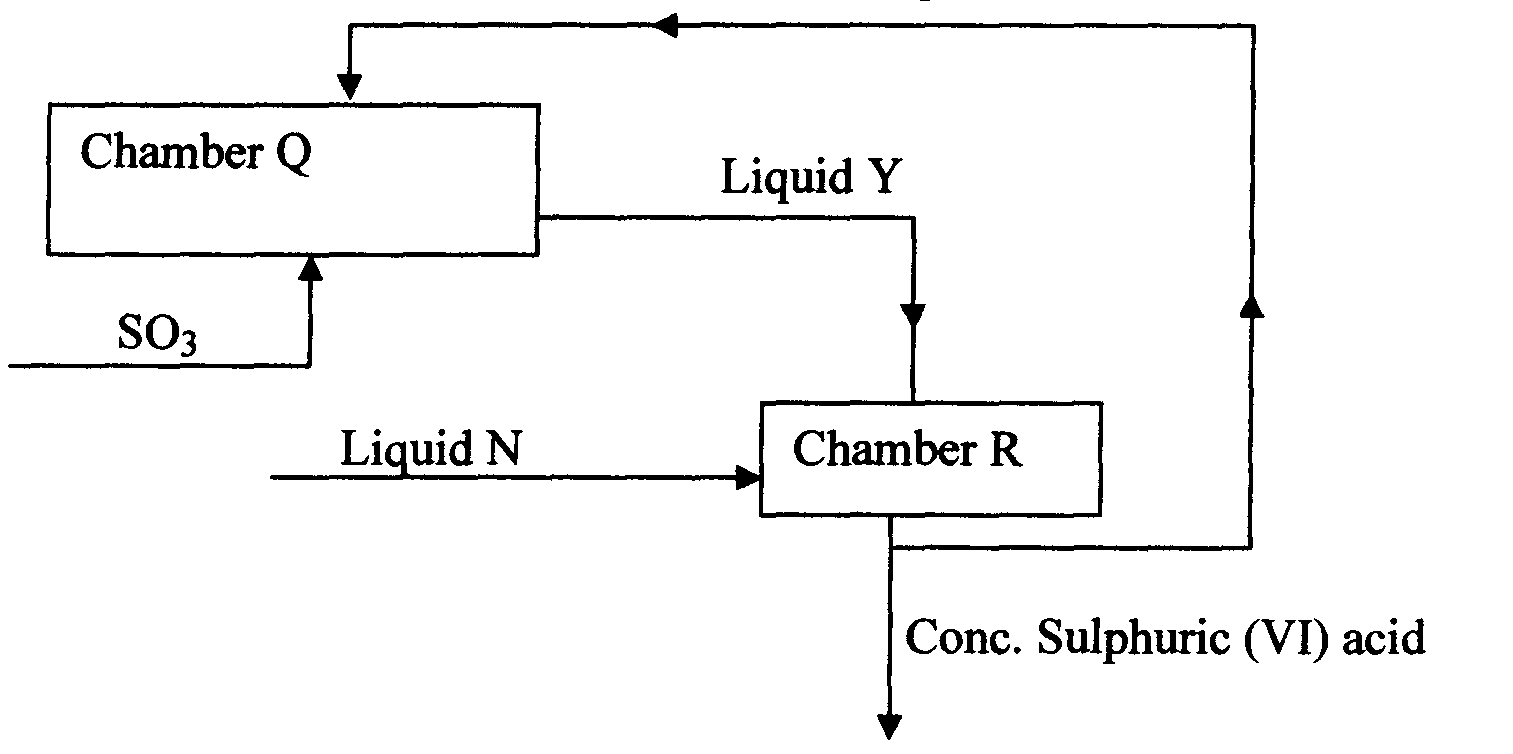 Chamber Q
Liquid Y
SO₃
Liquid N
Chamber R
Conc. Sulphuric (VI) acid